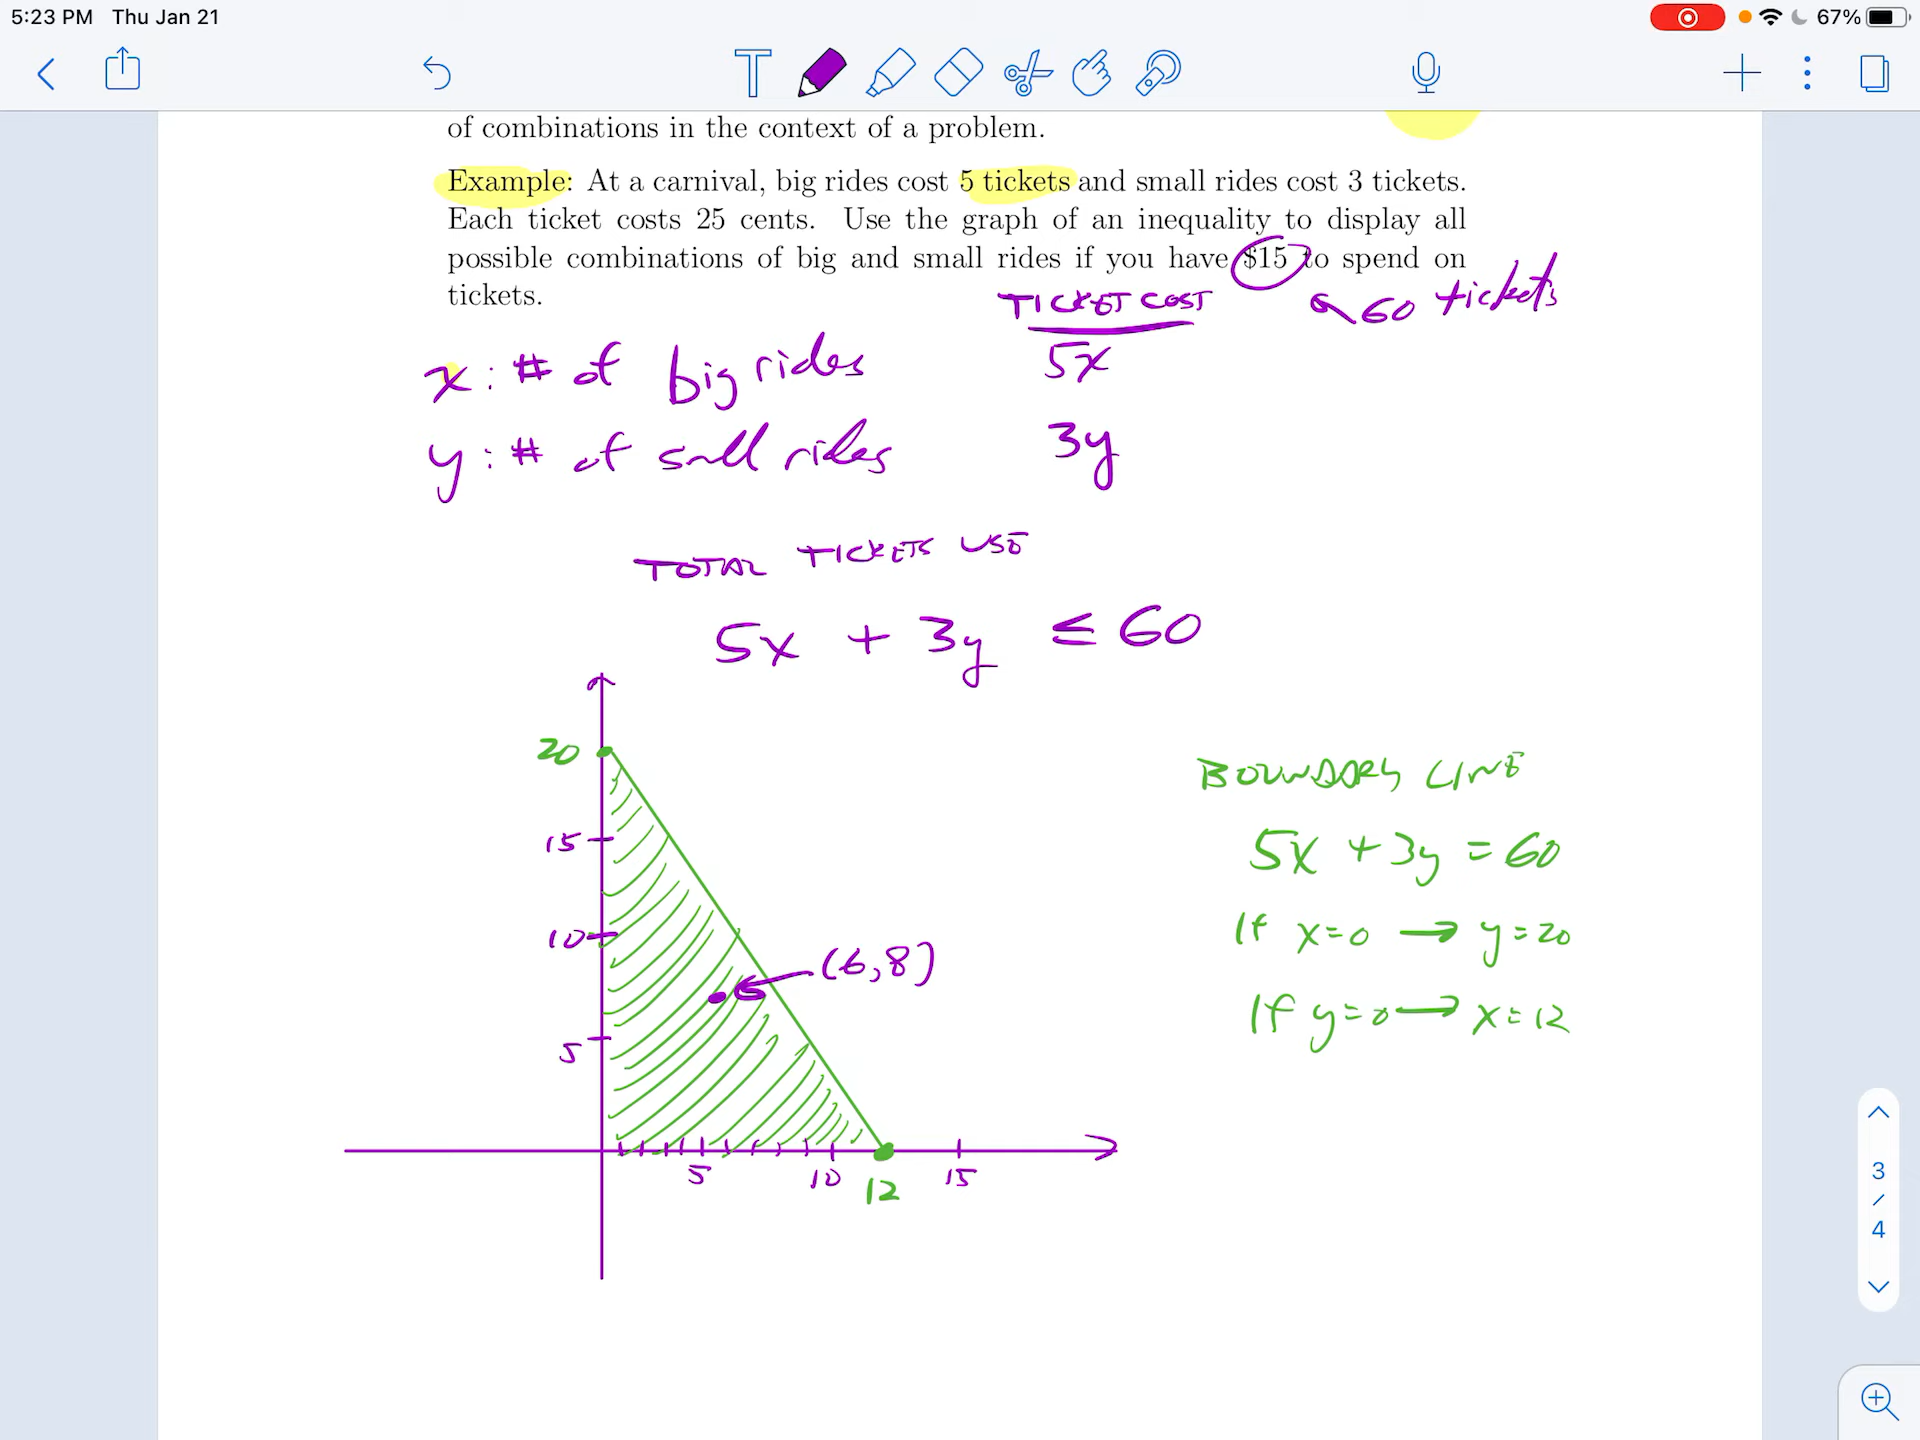 5:23 PM Thu Jan 21
67%
of combinations in the context of a problem.
Example: At a carnival, big rides cost 5 tickets and small rides cost 3 tickets.
Each ticket costs 25 cents. Use the graph of an inequality to display all
possible combinations of big and small rides if you have $15 to spend on
tickets.
TICKET COST
60 tickets
x: # of big rides 5x
y: # of small rides 3y
TOTAL TICKETS USE
5x + 3y ≤ 60
20
15
10
5
(6,8)
5 10 12 15
BOUNDARY LINE
5x + 3y = 60
If x=0 → y=20
If y=0 → x=12
3
/
4